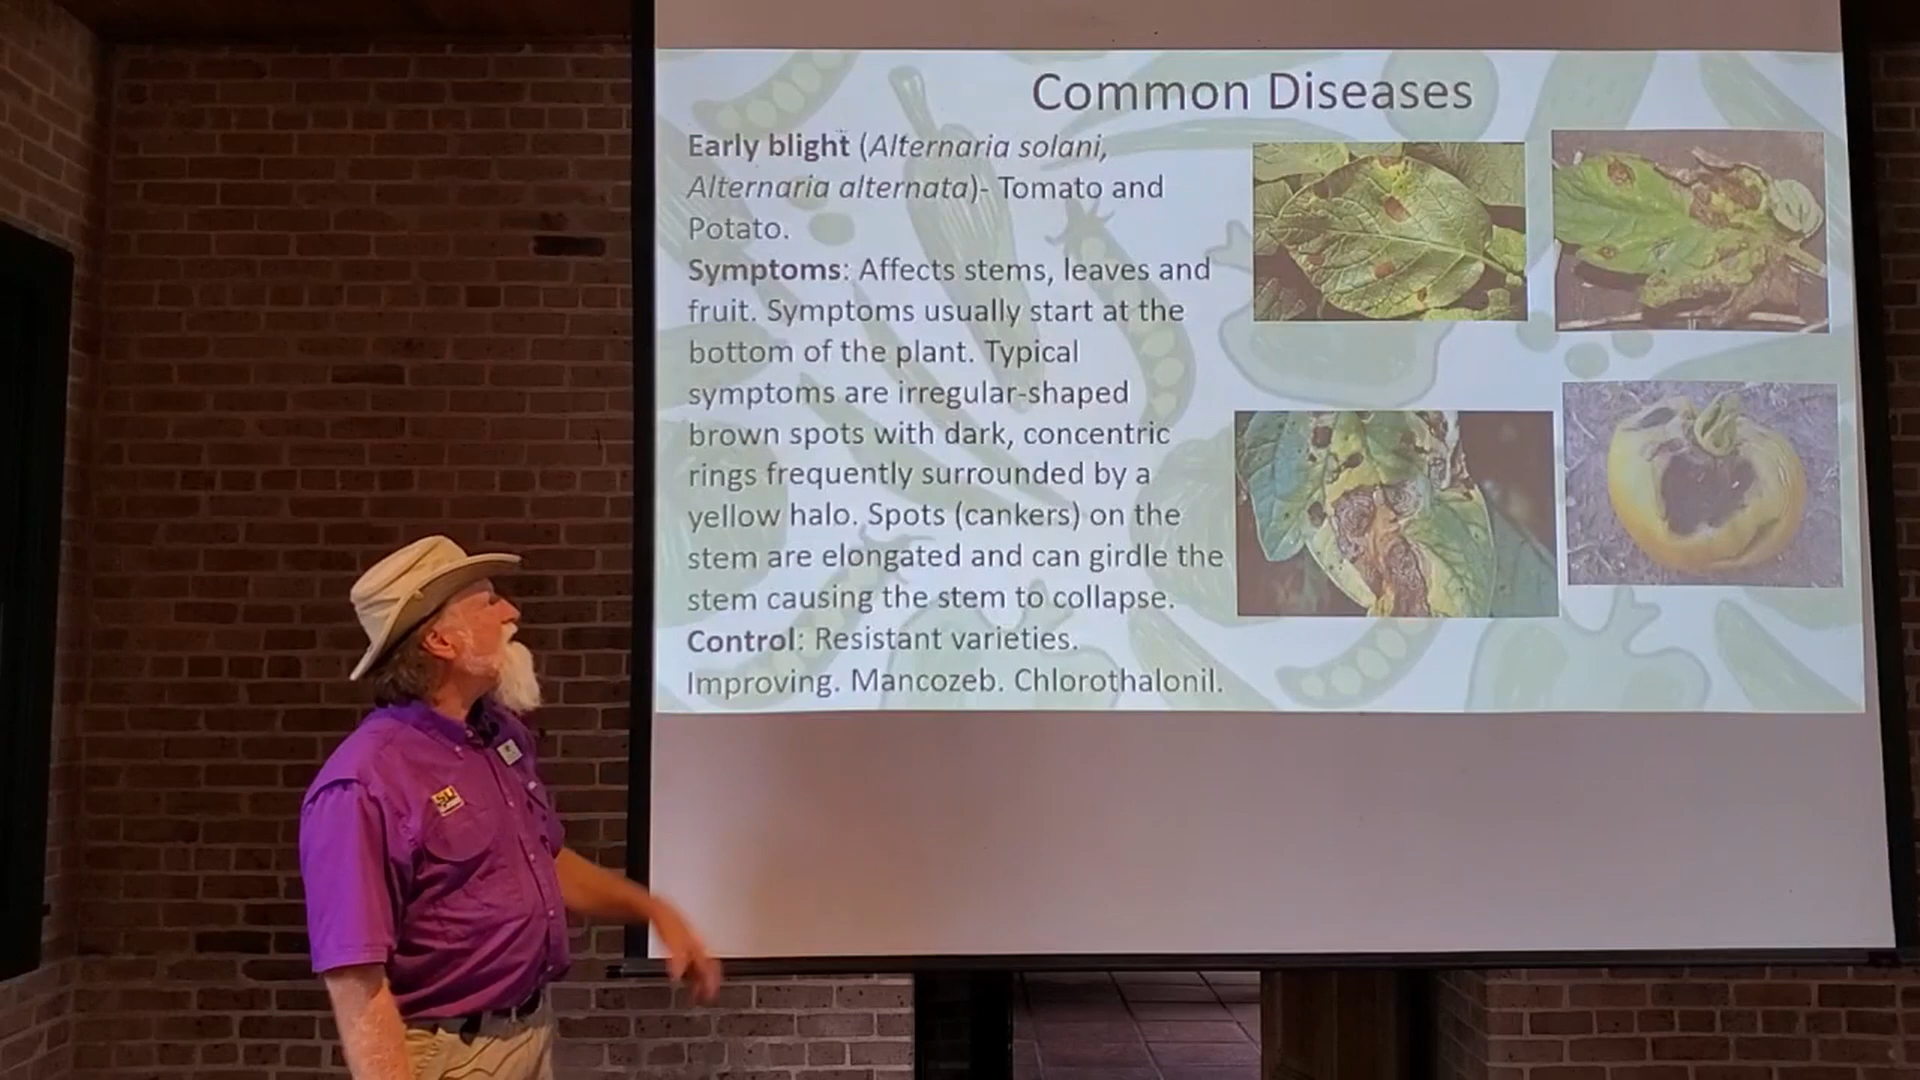 Common Diseases
Early blight (Alternaria solani,
Alternaria alternata)- Tomato and
Potato.
Symptoms: Affects stems, leaves and
fruit. Symptoms usually start at the
bottom of the plant. Typical
symptoms are irregular-shaped
brown spots with dark, concentric
rings frequently surrounded by a
yellow halo. Spots (cankers) on the
stem are elongated and can girdle the
stem causing the stem to collapse.
Control: Resistant varieties.
Improving. Mancozeb. Chlorothalonil.